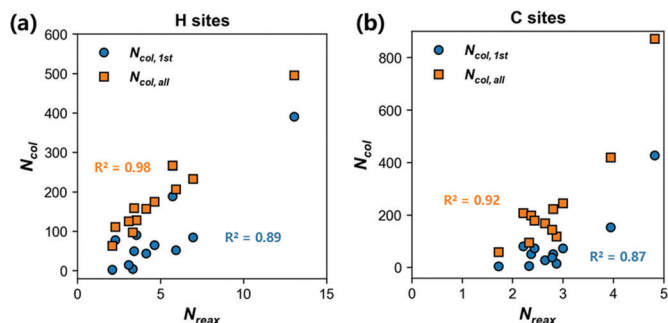 (a)
H sites
N_col,1st
N_col,all
R² = 0.98
R² = 0.89
N_col
600
500
400
300
200
100
0
0 5 10 15
N_reax
(b)
C sites
N_col,1st
N_col,all
R² = 0.92
R² = 0.87
N_col
800
600
400
200
0
0 1 2 3 4 5
N_reax